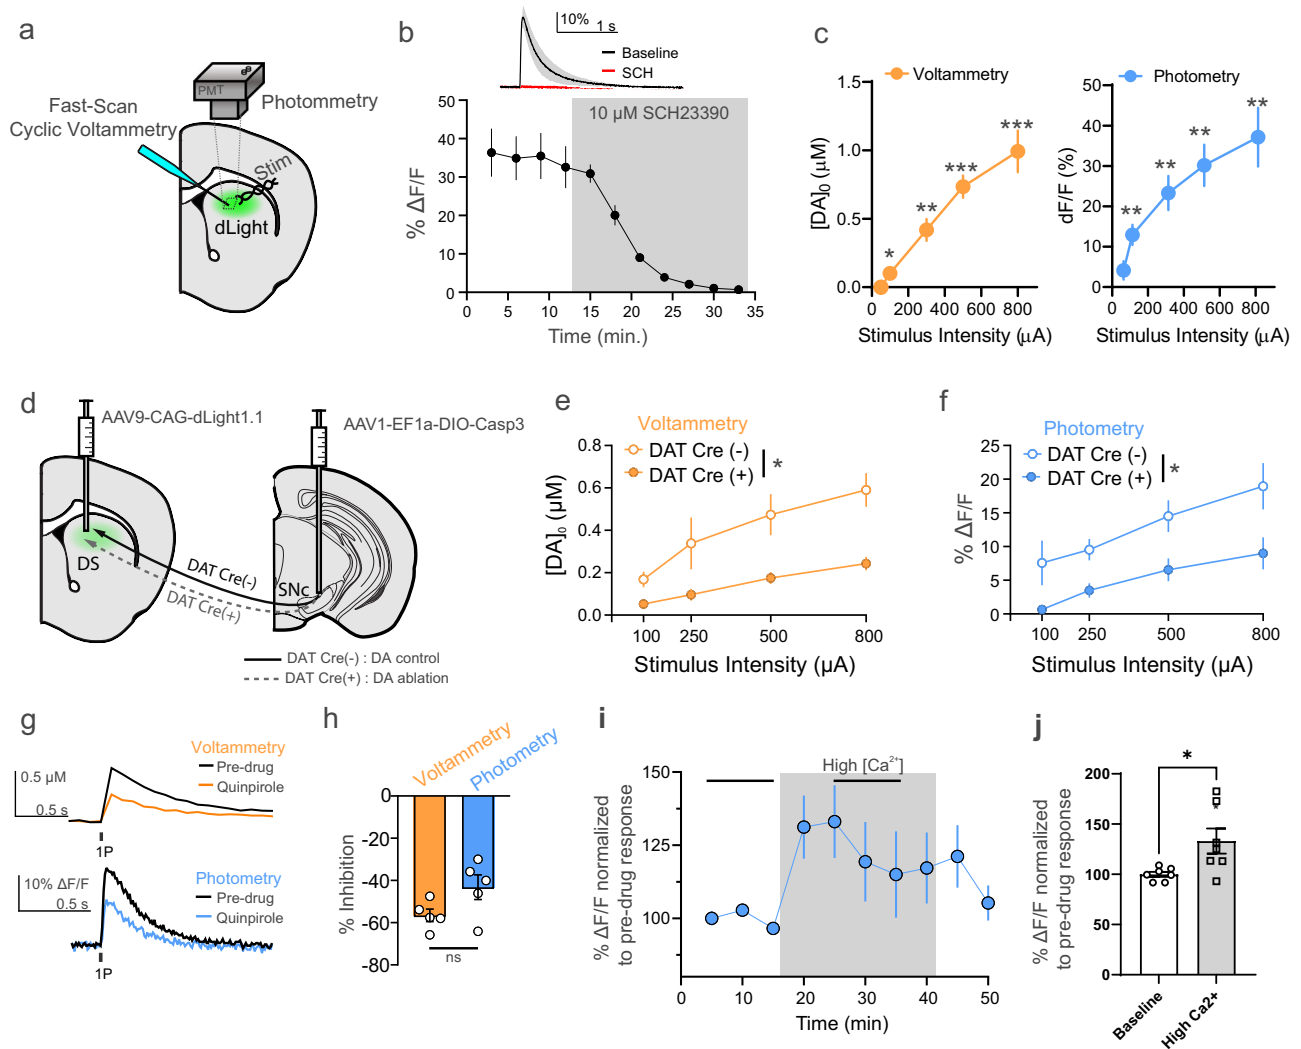 a
PMT
Photommetry
Fast-Scan
Cyclic Voltammetry
Stim
dLight
b
10%
1 s
Baseline
SCH
10 µM SCH23390
% ΔF/F
50
40
30
20
10
0
0 5 10 15 20 25 30 35
Time (min.)
c
Voltammetry
[DA]₀ (µM)
1.5
1.0
0.5
0.0
* ** *** ***
0 200 400 600 800
Stimulus Intensity (µA)
Photometry
dF/F (%)
50
40
30
20
10
0
** ** ** **
0 200 400 600 800
Stimulus Intensity (µA)
d
AAV9-CAG-dLight1.1
AAV1-EF1a-DIO-Casp3
DS
SNc
DAT Cre(-)
DAT Cre(+)
DAT Cre(-) : DA control
DAT Cre(+) : DA ablation
e
Voltammetry
DAT Cre (-)
DAT Cre (+)
*
[DA]₀ (µM)
0.8
0.6
0.4
0.2
0.0
100 250 500 800
Stimulus Intensity (µA)
f
Photometry
DAT Cre (-)
DAT Cre (+)
*
% ΔF/F
25
20
15
10
5
0
100 250 500 800
Stimulus Intensity (µA)
g
Voltammetry
Pre-drug
Quinpirole
0.5 µM
0.5 s
1P
Photometry
Pre-drug
Quinpirole
10% ΔF/F
0.5 s
1P
h
Voltammetry
Photometry
% Inhibition
0
-20
-40
-60
-80
ns
i
High [Ca²⁺]
% ΔF/F normalized
to pre-drug response
150
125
100
0 10 20 30 40 50
Time (min)
j
*
% ΔF/F normalized
to pre-drug response
200
150
100
50
0
Baseline
High Ca2+